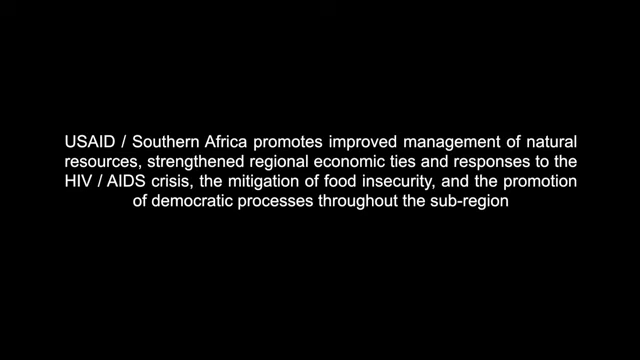 USAID / Southern Africa promotes improved management of natural
resources, strengthened regional economic ties and responses to the
HIV / AIDS crisis, the mitigation of food insecurity, and the promotion
of democratic processes throughout the sub-region